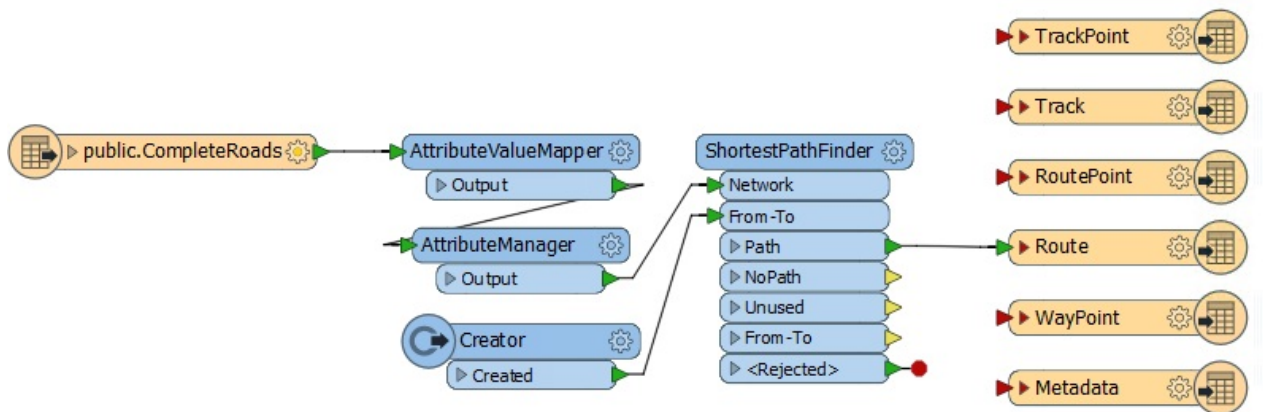 public.CompleteRoads
AttributeValueMapper
Output
AttributeManager
Output
Creator
Created
ShortestPathFinder
Network
From-To
Path
NoPath
Unused
From-To
<Rejected>
TrackPoint
Track
RoutePoint
Route
WayPoint
Metadata